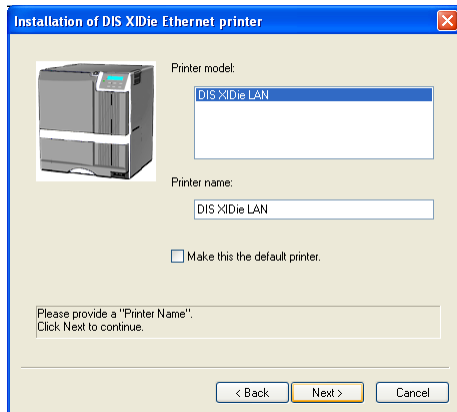 Installation of DIS XIDie Ethernet printer
Printer model:
DIS XIDie LAN
Printer name:
DIS XIDie LAN
Make this the default printer.
Please provide a "Printer Name".
Click Next to continue.
< Back
Next >
Cancel